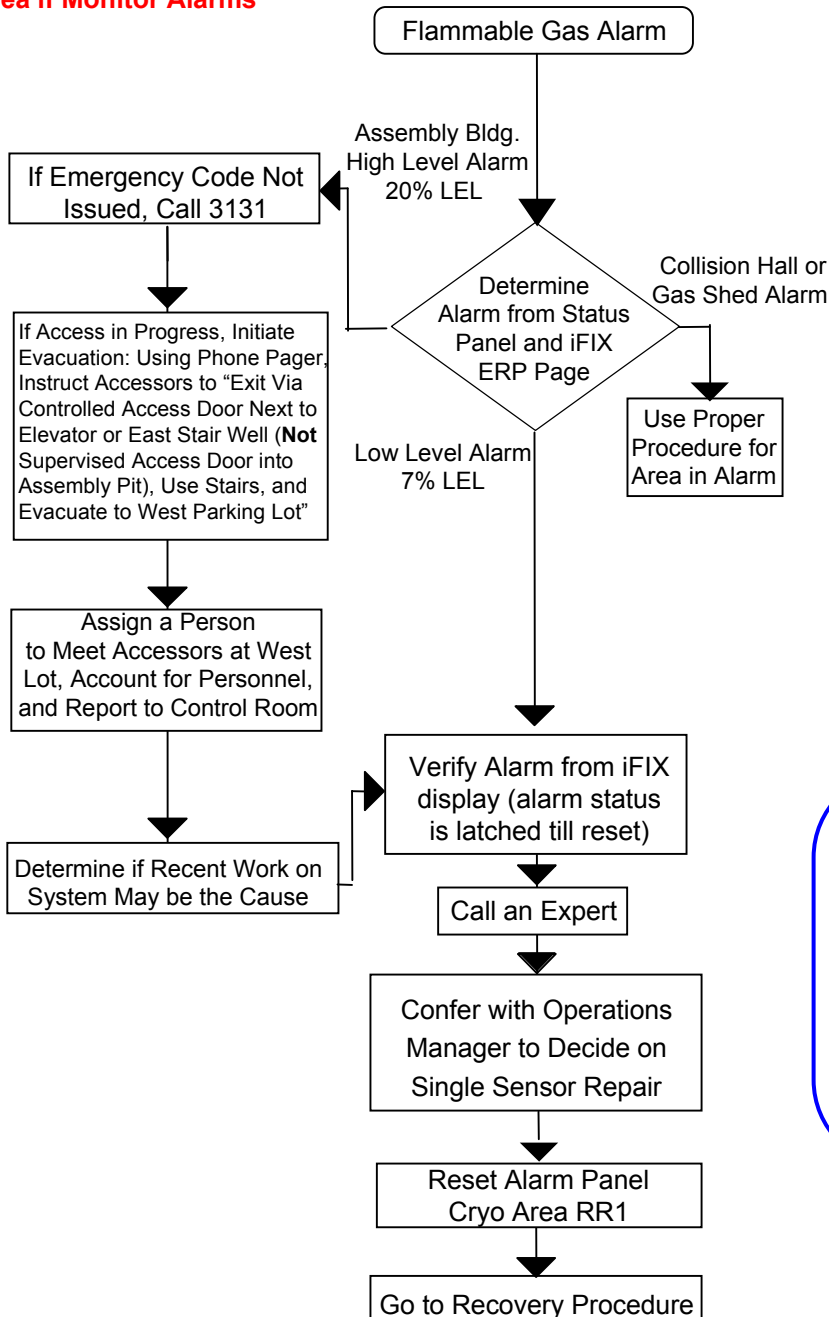 ea if Monitor Alarms
Flammable Gas Alarm
Assembly Bldg.
High Level Alarm
20% LEL
If Emergency Code Not
Issued, Call 3131
Determine
Alarm from Status
Panel and iFIX
ERP Page
Collision Hall or
Gas Shed Alarm
Use Proper
Procedure for
Area in Alarm
If Access in Progress, Initiate
Evacuation: Using Phone Pager,
Instruct Accessors to “Exit Via
Controlled Access Door Next to
Elevator or East Stair Well (Not
Supervised Access Door into
Assembly Pit), Use Stairs, and
Evacuate to West Parking Lot”
Low Level Alarm
7% LEL
Assign a Person
to Meet Accessors at West
Lot, Account for Personnel,
and Report to Control Room
Determine if Recent Work on
System May be the Cause
Verify Alarm from iFIX
display (alarm status
is latched till reset)
Call an Expert
Confer with Operations
Manager to Decide on
Single Sensor Repair
Reset Alarm Panel
Cryo Area RR1
Go to Recovery Procedure